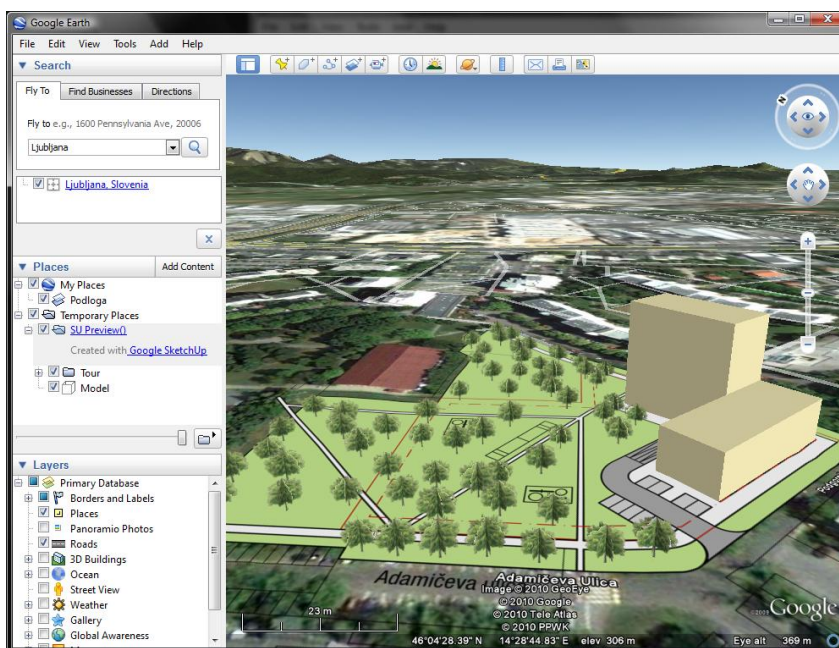 Google Earth
File Edit View Tools Add Help
Search
Fly To Find Businesses Directions
Fly to e.g., 1600 Pennsylvania Ave, 20006
Ljubljana
Ljubljana, Slovenia
Places Add Content
My Places
Podloga
Temporary Places
SU Preview()
Created with Google SketchUp
Tour
Model
Layers
Primary Database
Borders and Labels
Places
Panoramio Photos
Roads
3D Buildings
Ocean
Street View
Weather
Gallery
Global Awareness
N
Adamičeva ulica
Adamičeva Ulica
Image © 2010 GeoEye
© 2010 Google
© 2010 Tele Atlas
© 2010 PPWK
23 m
©2009 Google
46°04'28.39" N 14°28'44.83" E elev 306 m Eye alt 369 m